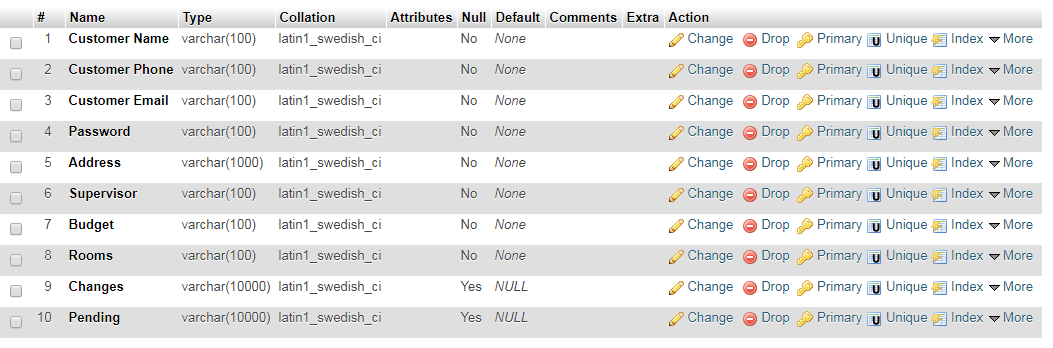 # Name Type Collation Attributes Null Default Comments Extra Action
1 Customer Name varchar(100) latin1_swedish_ci No None Change Drop Primary Unique Index More
2 Customer Phone varchar(100) latin1_swedish_ci No None Change Drop Primary Unique Index More
3 Customer Email varchar(100) latin1_swedish_ci No None Change Drop Primary Unique Index More
4 Password varchar(100) latin1_swedish_ci No None Change Drop Primary Unique Index More
5 Address varchar(1000) latin1_swedish_ci No None Change Drop Primary Unique Index More
6 Supervisor varchar(100) latin1_swedish_ci No None Change Drop Primary Unique Index More
7 Budget varchar(100) latin1_swedish_ci No None Change Drop Primary Unique Index More
8 Rooms varchar(100) latin1_swedish_ci No None Change Drop Primary Unique Index More
9 Changes varchar(10000) latin1_swedish_ci Yes NULL Change Drop Primary Unique Index More
10 Pending varchar(10000) latin1_swedish_ci Yes NULL Change Drop Primary Unique Index More